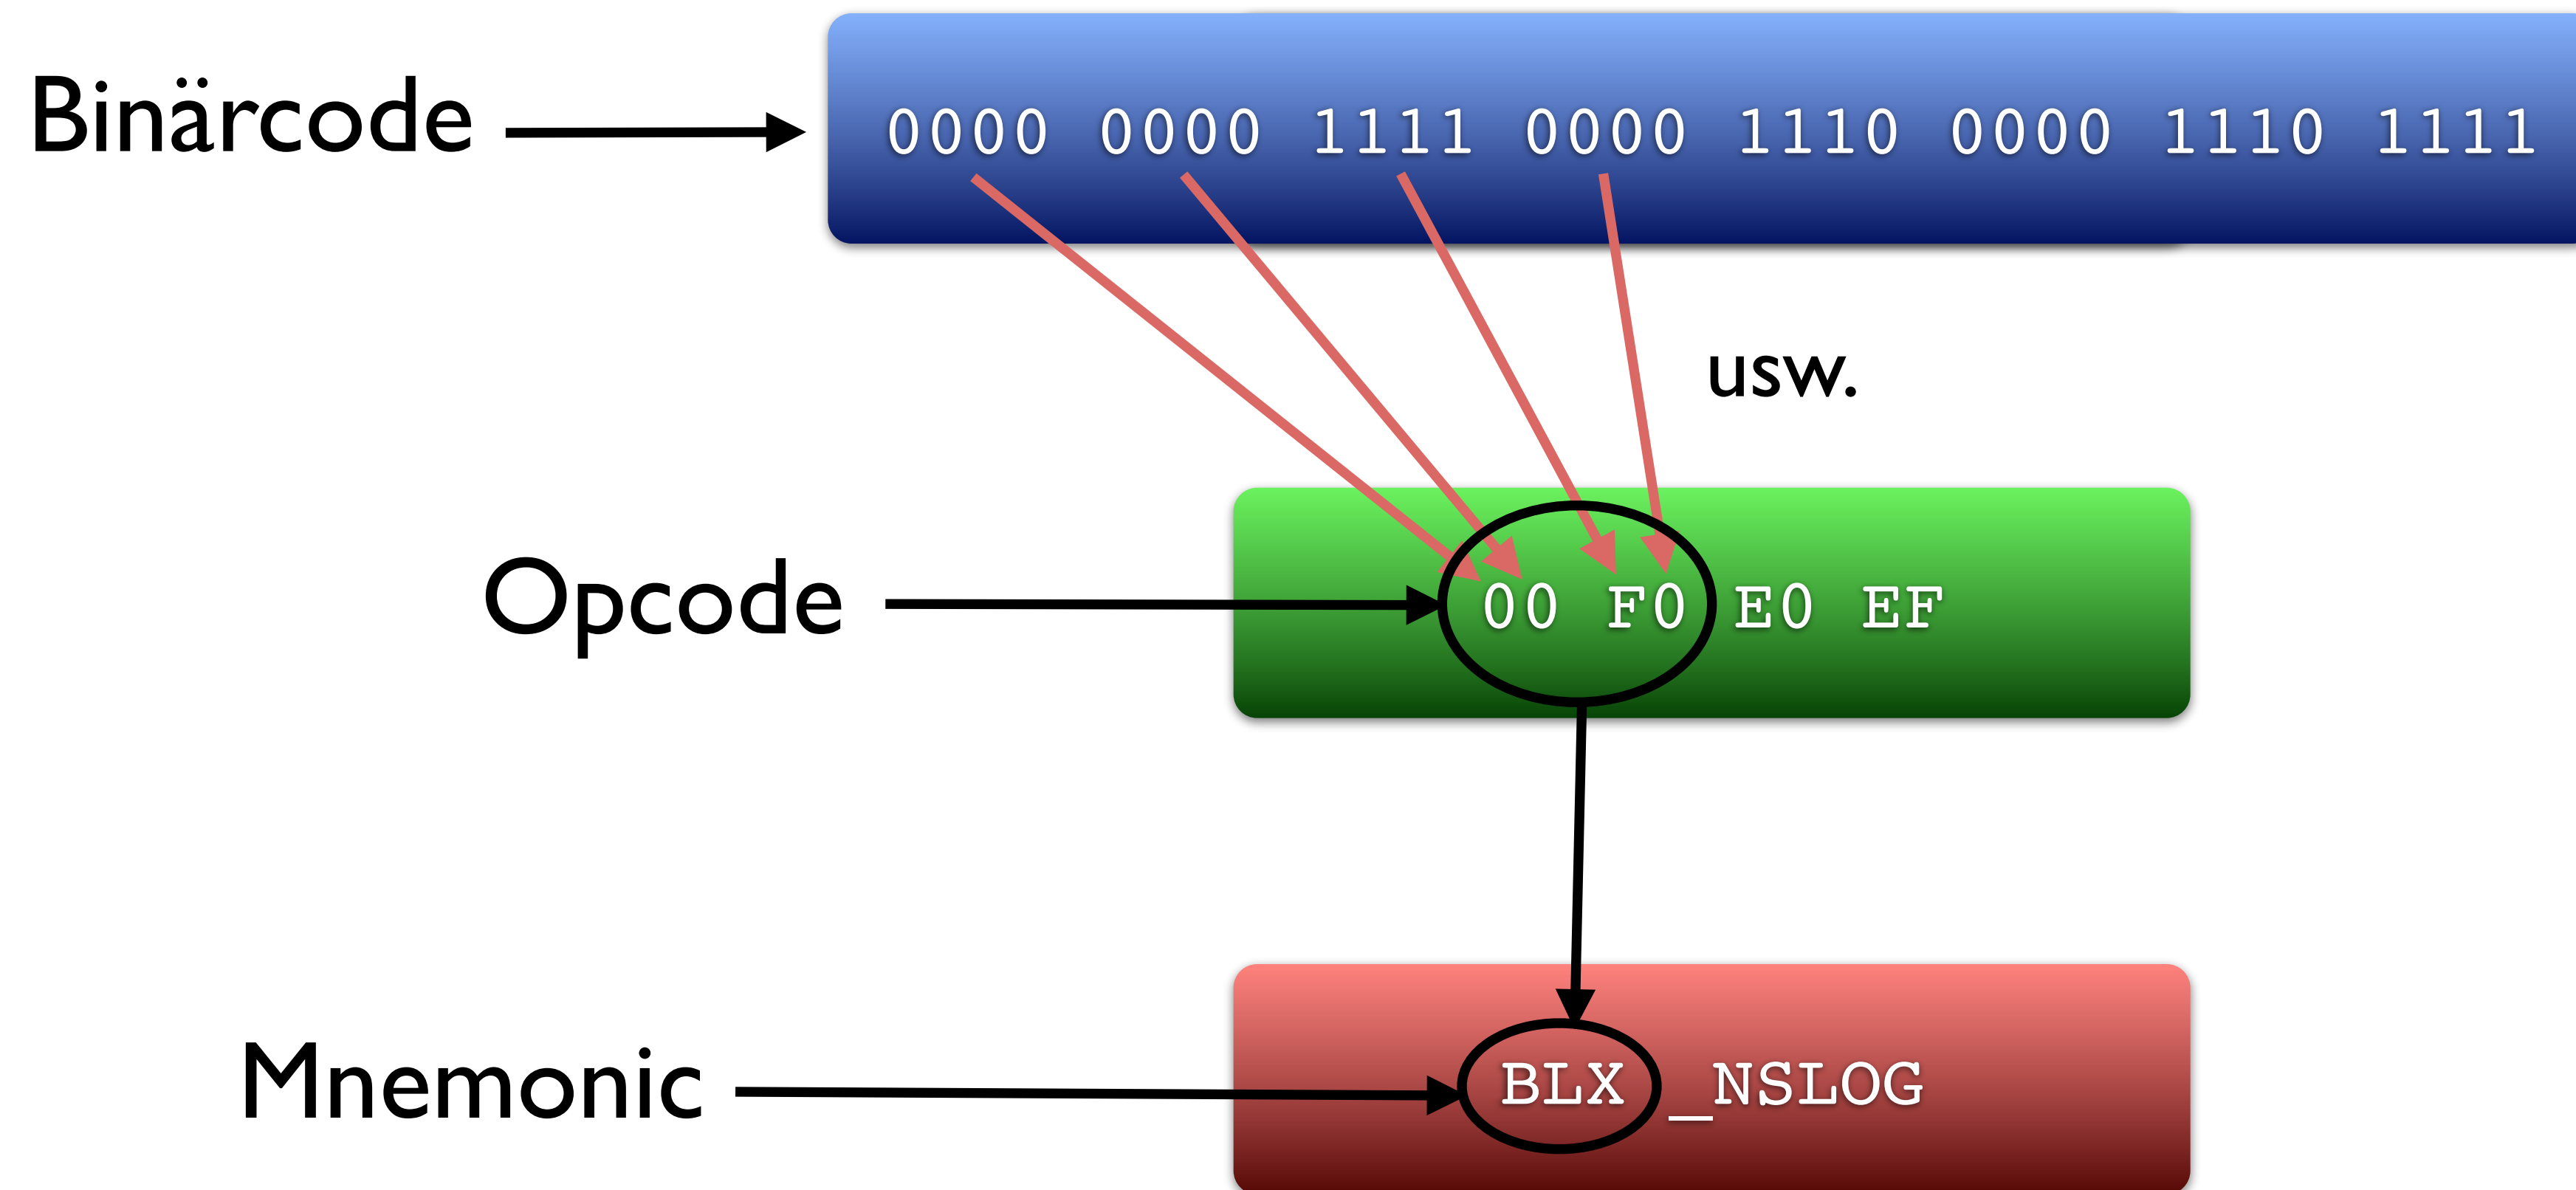 Binärcode
0000 0000 1111 0000 1110 0000 1110 1111
usw.
Opcode
00 F0 E0 EF
Mnemonic
BLX _NSLOG